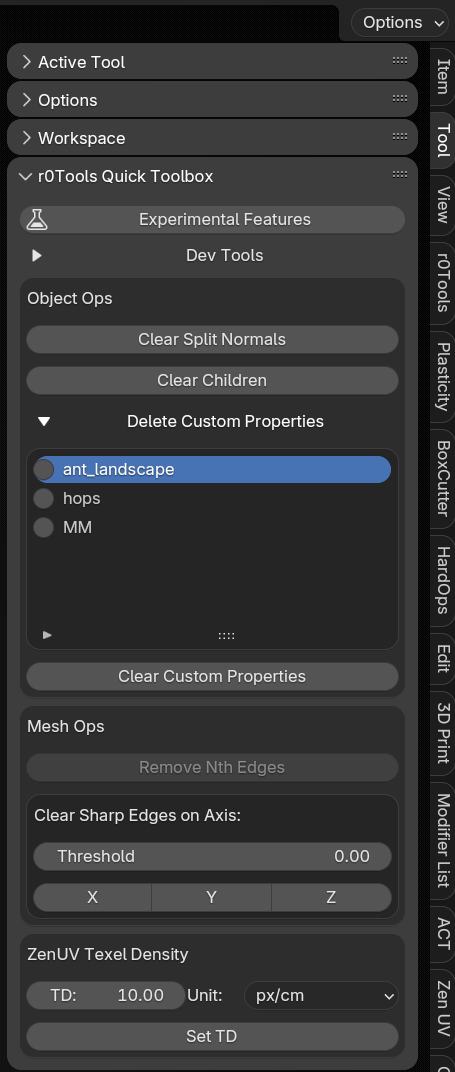 Options
Active Tool
Options
Workspace
r0Tools Quick Toolbox
Experimental Features
Dev Tools
Object Ops
Clear Split Normals
Clear Children
Delete Custom Properties
ant_landscape
hops
MM
Clear Custom Properties
Mesh Ops
Remove Nth Edges
Clear Sharp Edges on Axis:
Threshold 0.00
X Y Z
ZenUV Texel Density
TD: 10.00 Unit: px/cm
Set TD
Item
Tool
View
r0Tools
Plasticity
BoxCutter
HardOps
Edit
3D Print
Modifier List
ACT
Zen UV